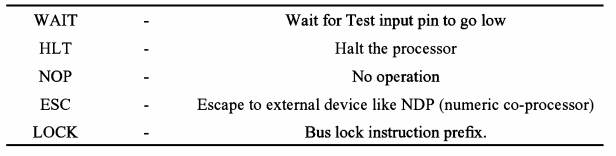 WAIT - Wait for Test input pin to go low
HLT - Halt the processor
NOP - No operation
ESC - Escape to external device like NDP (numeric co-processor)
LOCK - Bus lock instruction prefix.